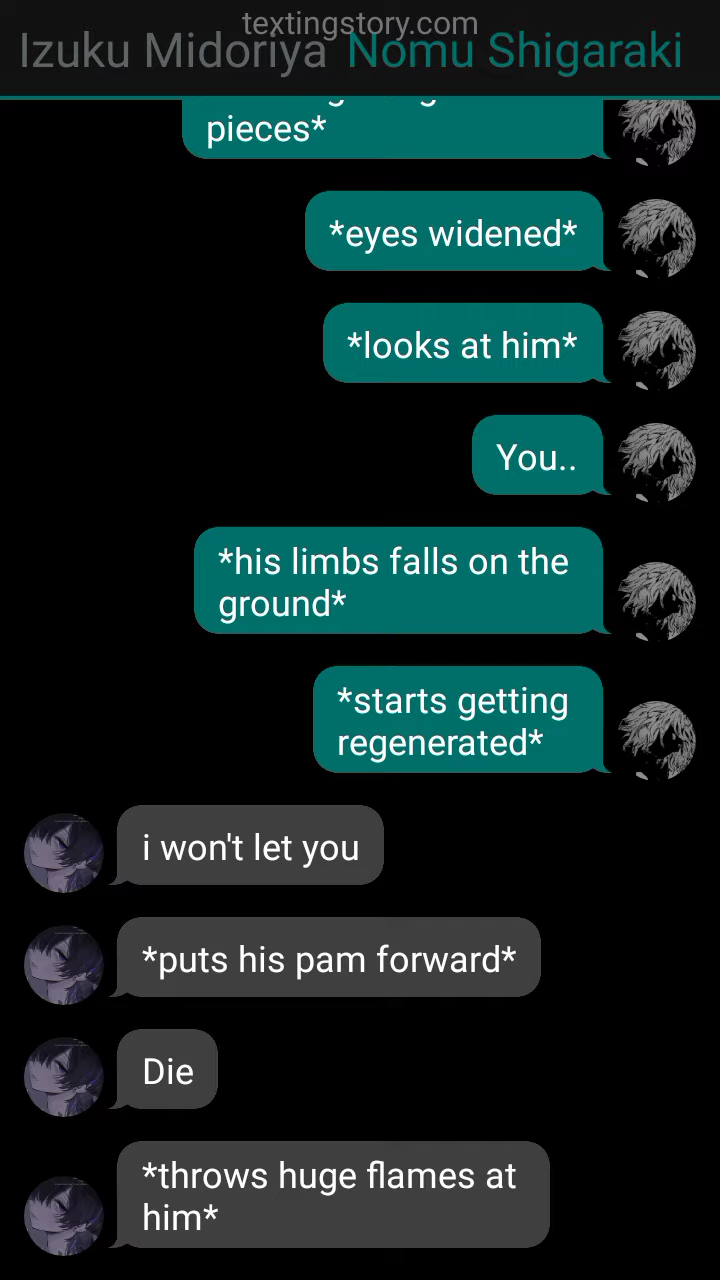 textingstory.com
Izuku Midoriya Nomu Shigaraki
pieces*
*eyes widened*
*looks at him*
You..
*his limbs falls on the
ground*
*starts getting
regenerated*
i won't let you
*puts his pam forward*
Die
*throws huge flames at
him*